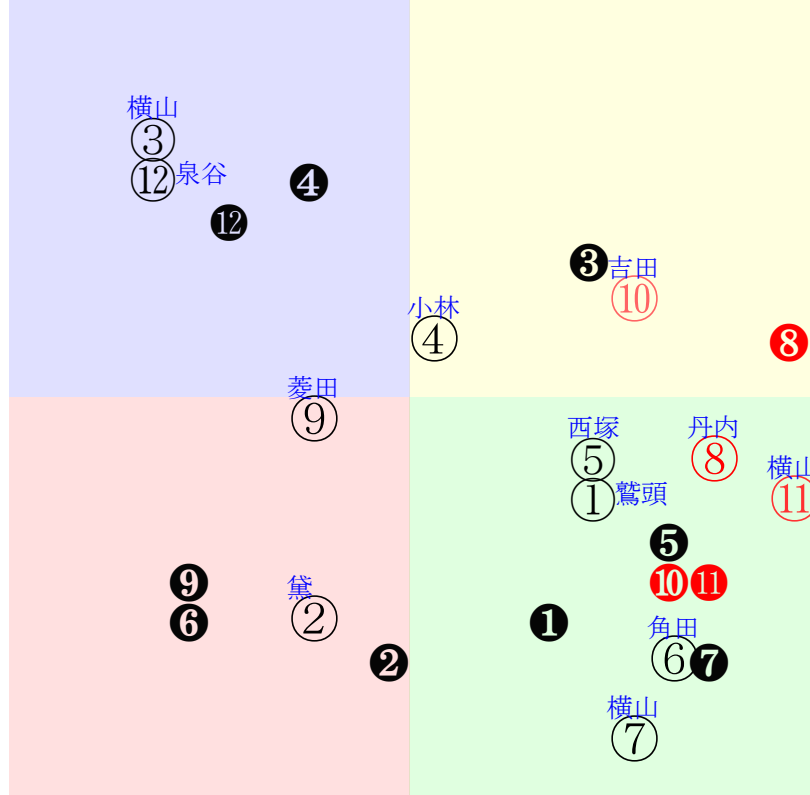 横山
③
⑫泉谷
❹
⓬
❸吉田
⑩
小林
④
❽
菱田
⑨
西塚
⑤
①鷲頭
丹内
⑧
横山
⑪
❺
❾
❿
⓫
黛
②
❻
❶
角田
⑥
❼
❷
横山
⑦